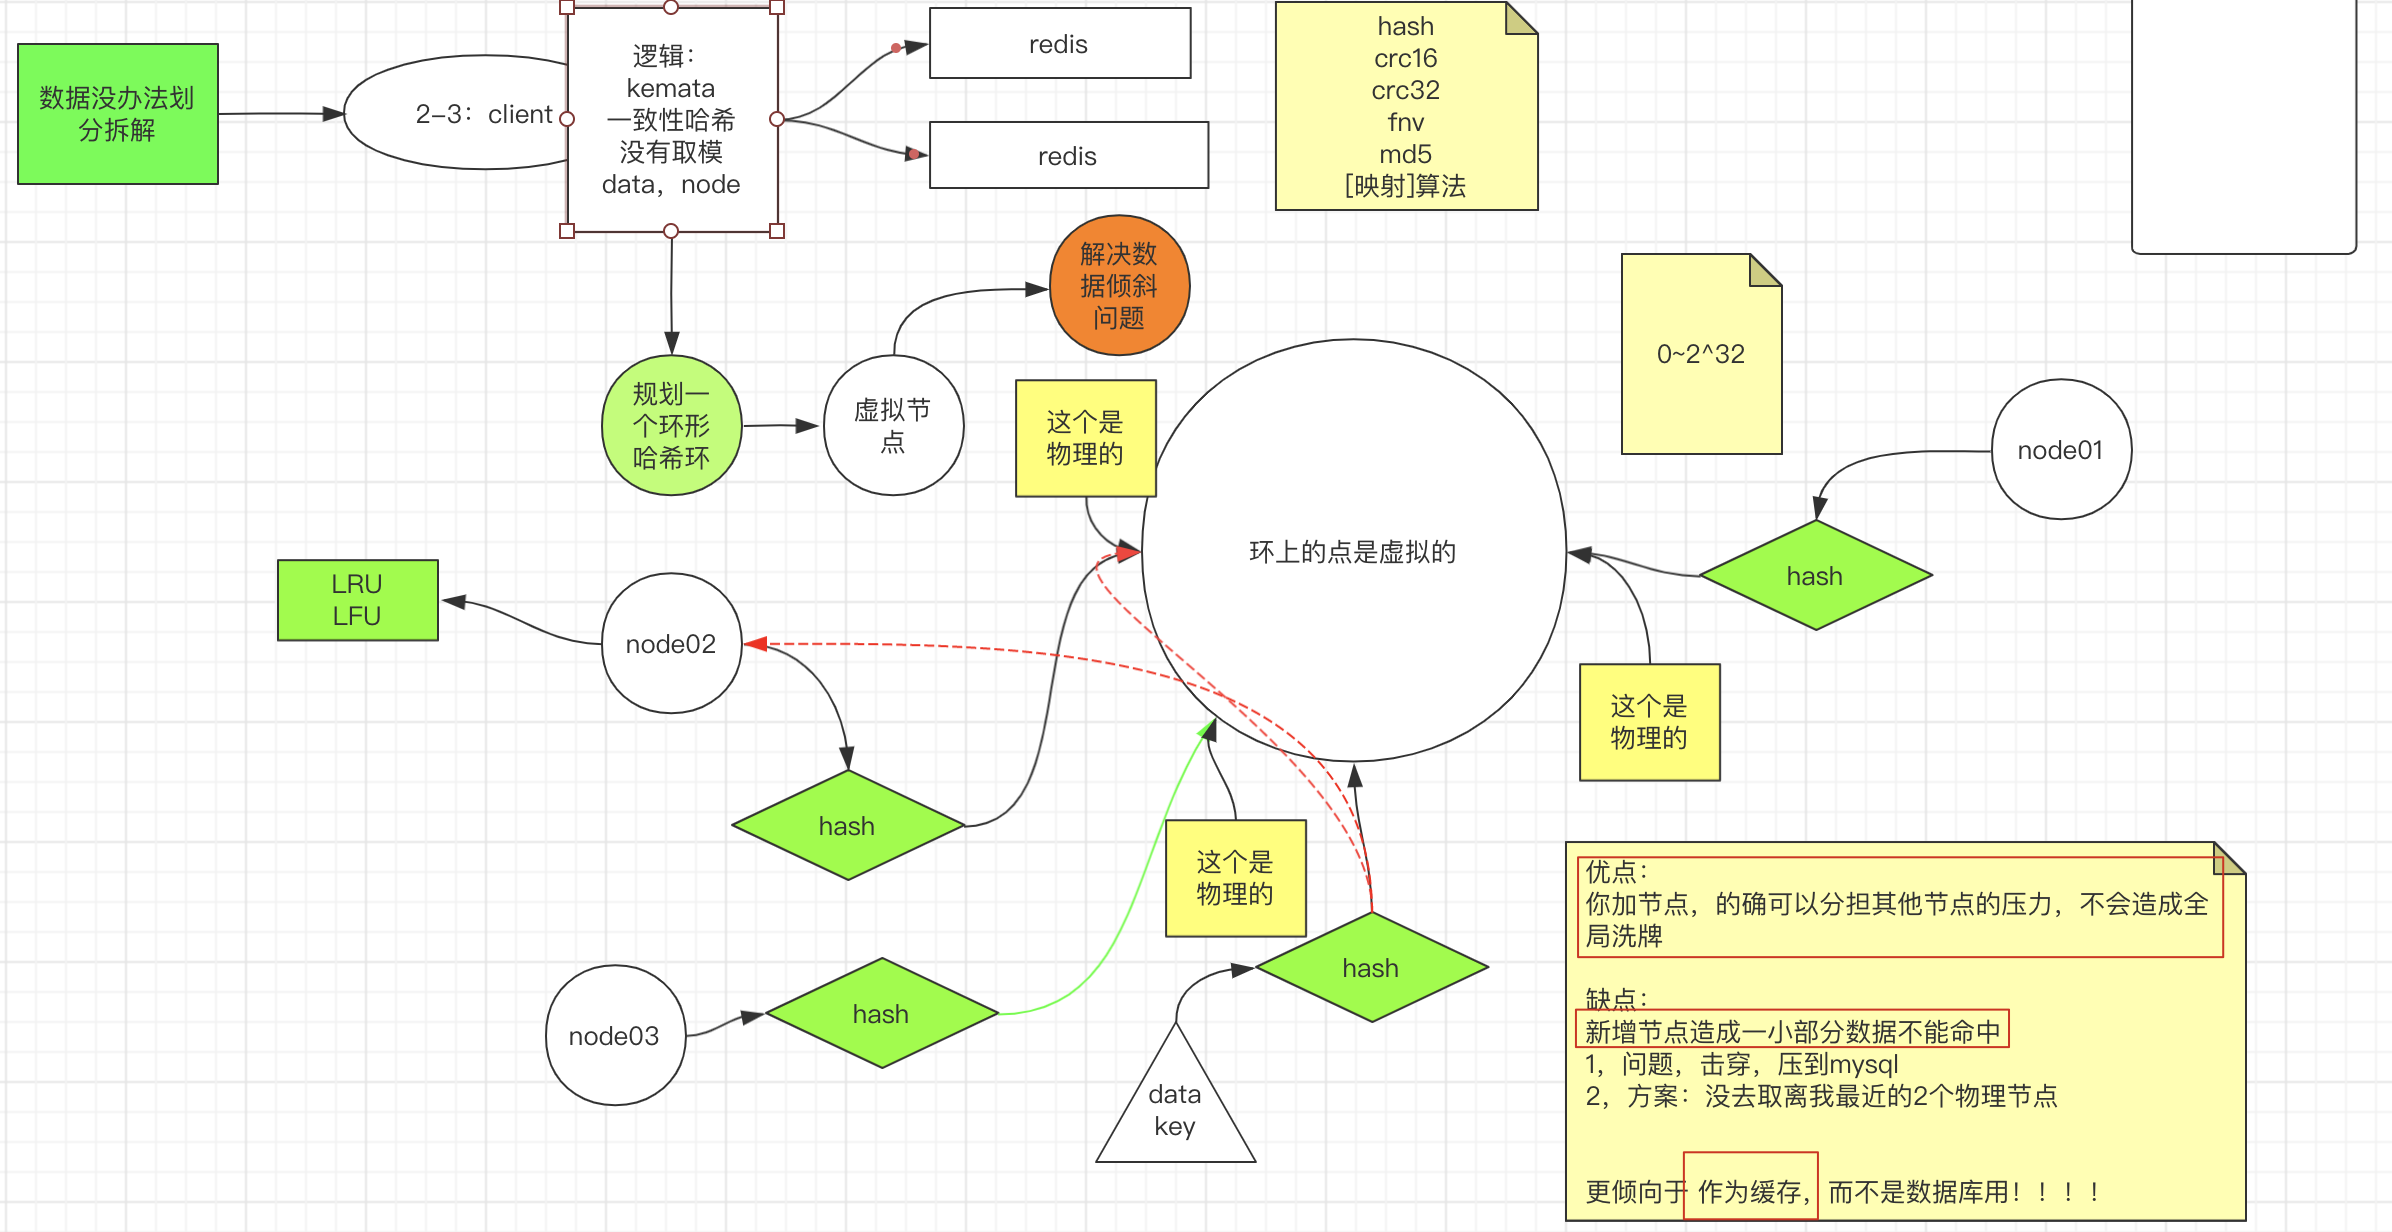 数据没办法划
分拆解
2-3：client
逻辑：
kemata
一致性哈希
没有取模
data，node
redis
redis
hash
crc16
crc32
fnv
md5
[映射]算法
解决数
据倾斜
问题
规划一
个环形
哈希环
虚拟节
点
这个是
物理的
0~2^32
node01
环上的点是虚拟的
hash
LRU
LFU
node02
这个是
物理的
hash
这个是
物理的
优点：
你加节点，的确可以分担其他节点的压力，不会造成全
局洗牌
缺点：
新增节点造成一小部分数据不能命中
1，问题，击穿，压到mysql
2，方案：没去取离我最近的2个物理节点
更倾向于 作为缓存，而不是数据库用！！！！
hash
node03
hash
data
key